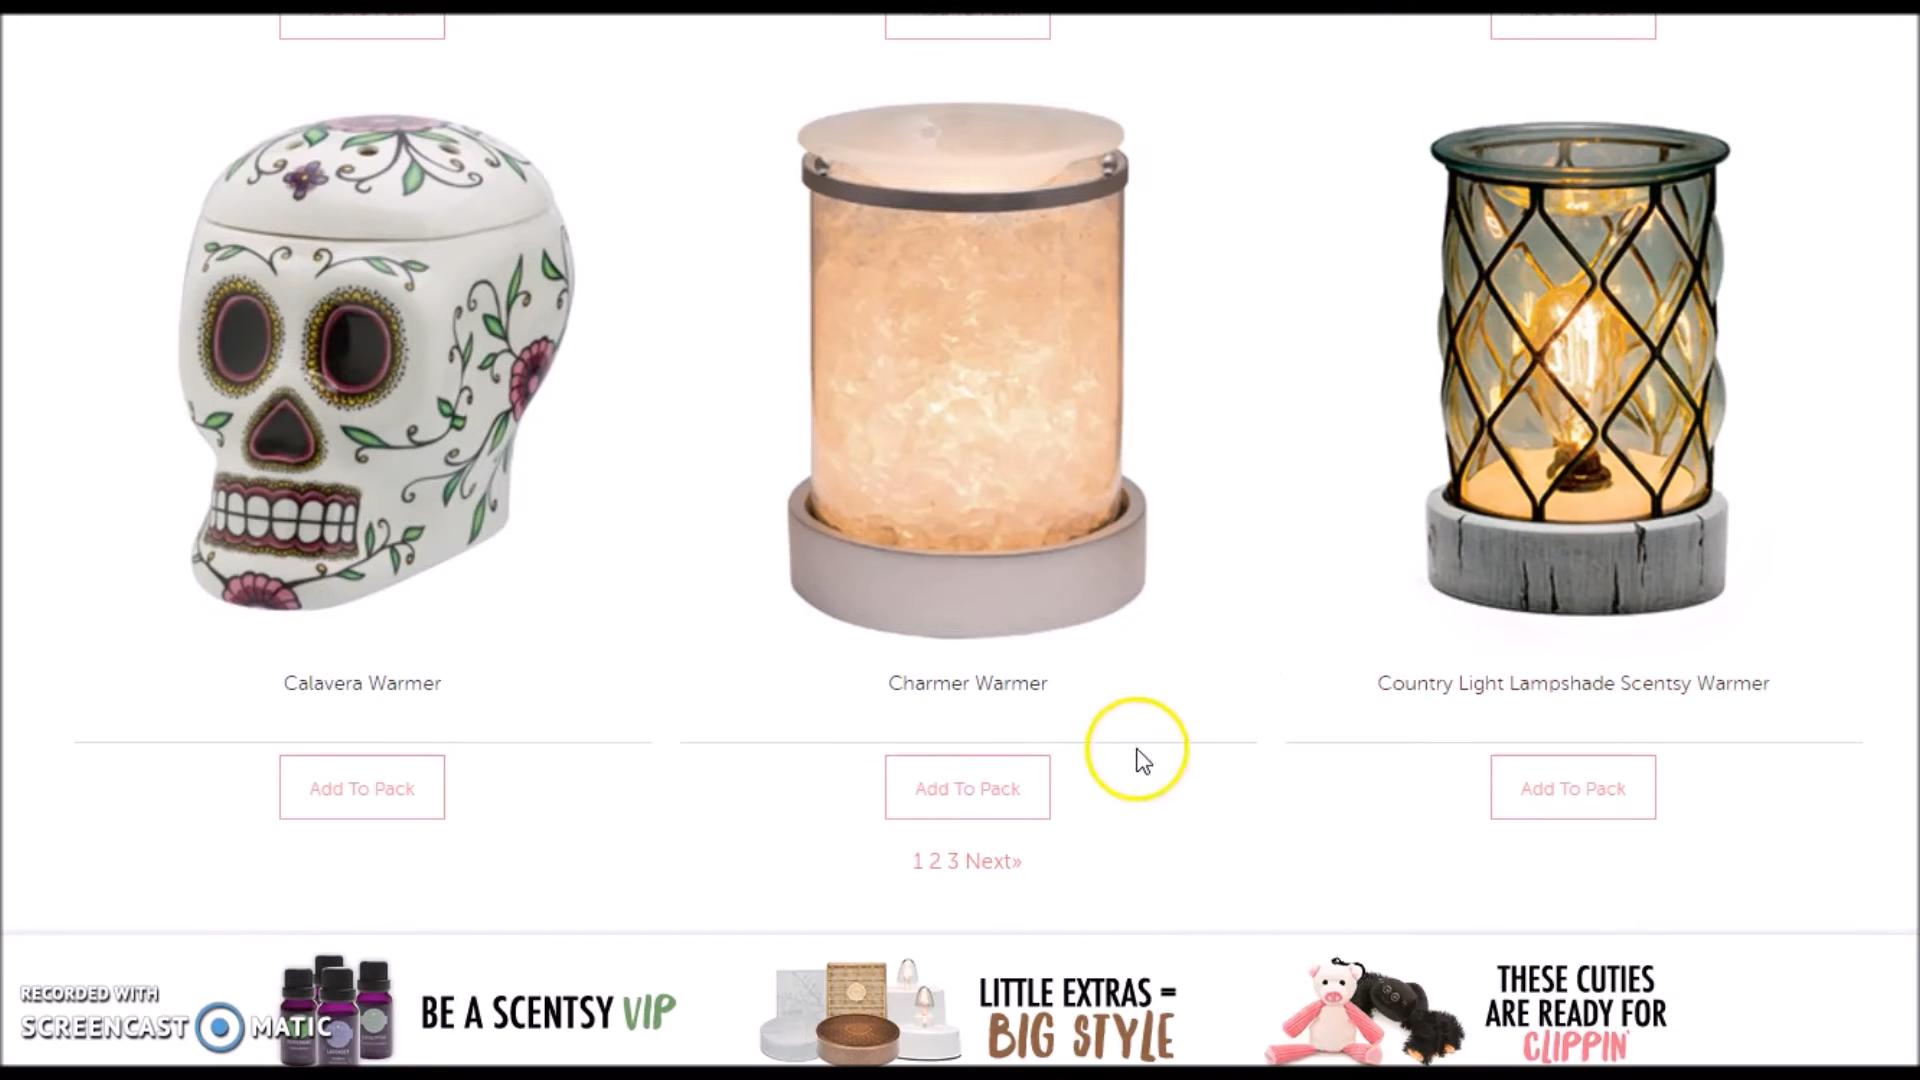 Calavera Warmer
Charmer Warmer
Country Light Lampshade Scentsy Warmer
Add To Pack
Add To Pack
Add To Pack
1 2 3 Next»
RECORDED WITH
SCREENCAST MATIC
BE A SCENTSY VIP
LITTLE EXTRAS =
BIG STYLE
THESE CUTIES
ARE READY FOR
CLIPPIN'